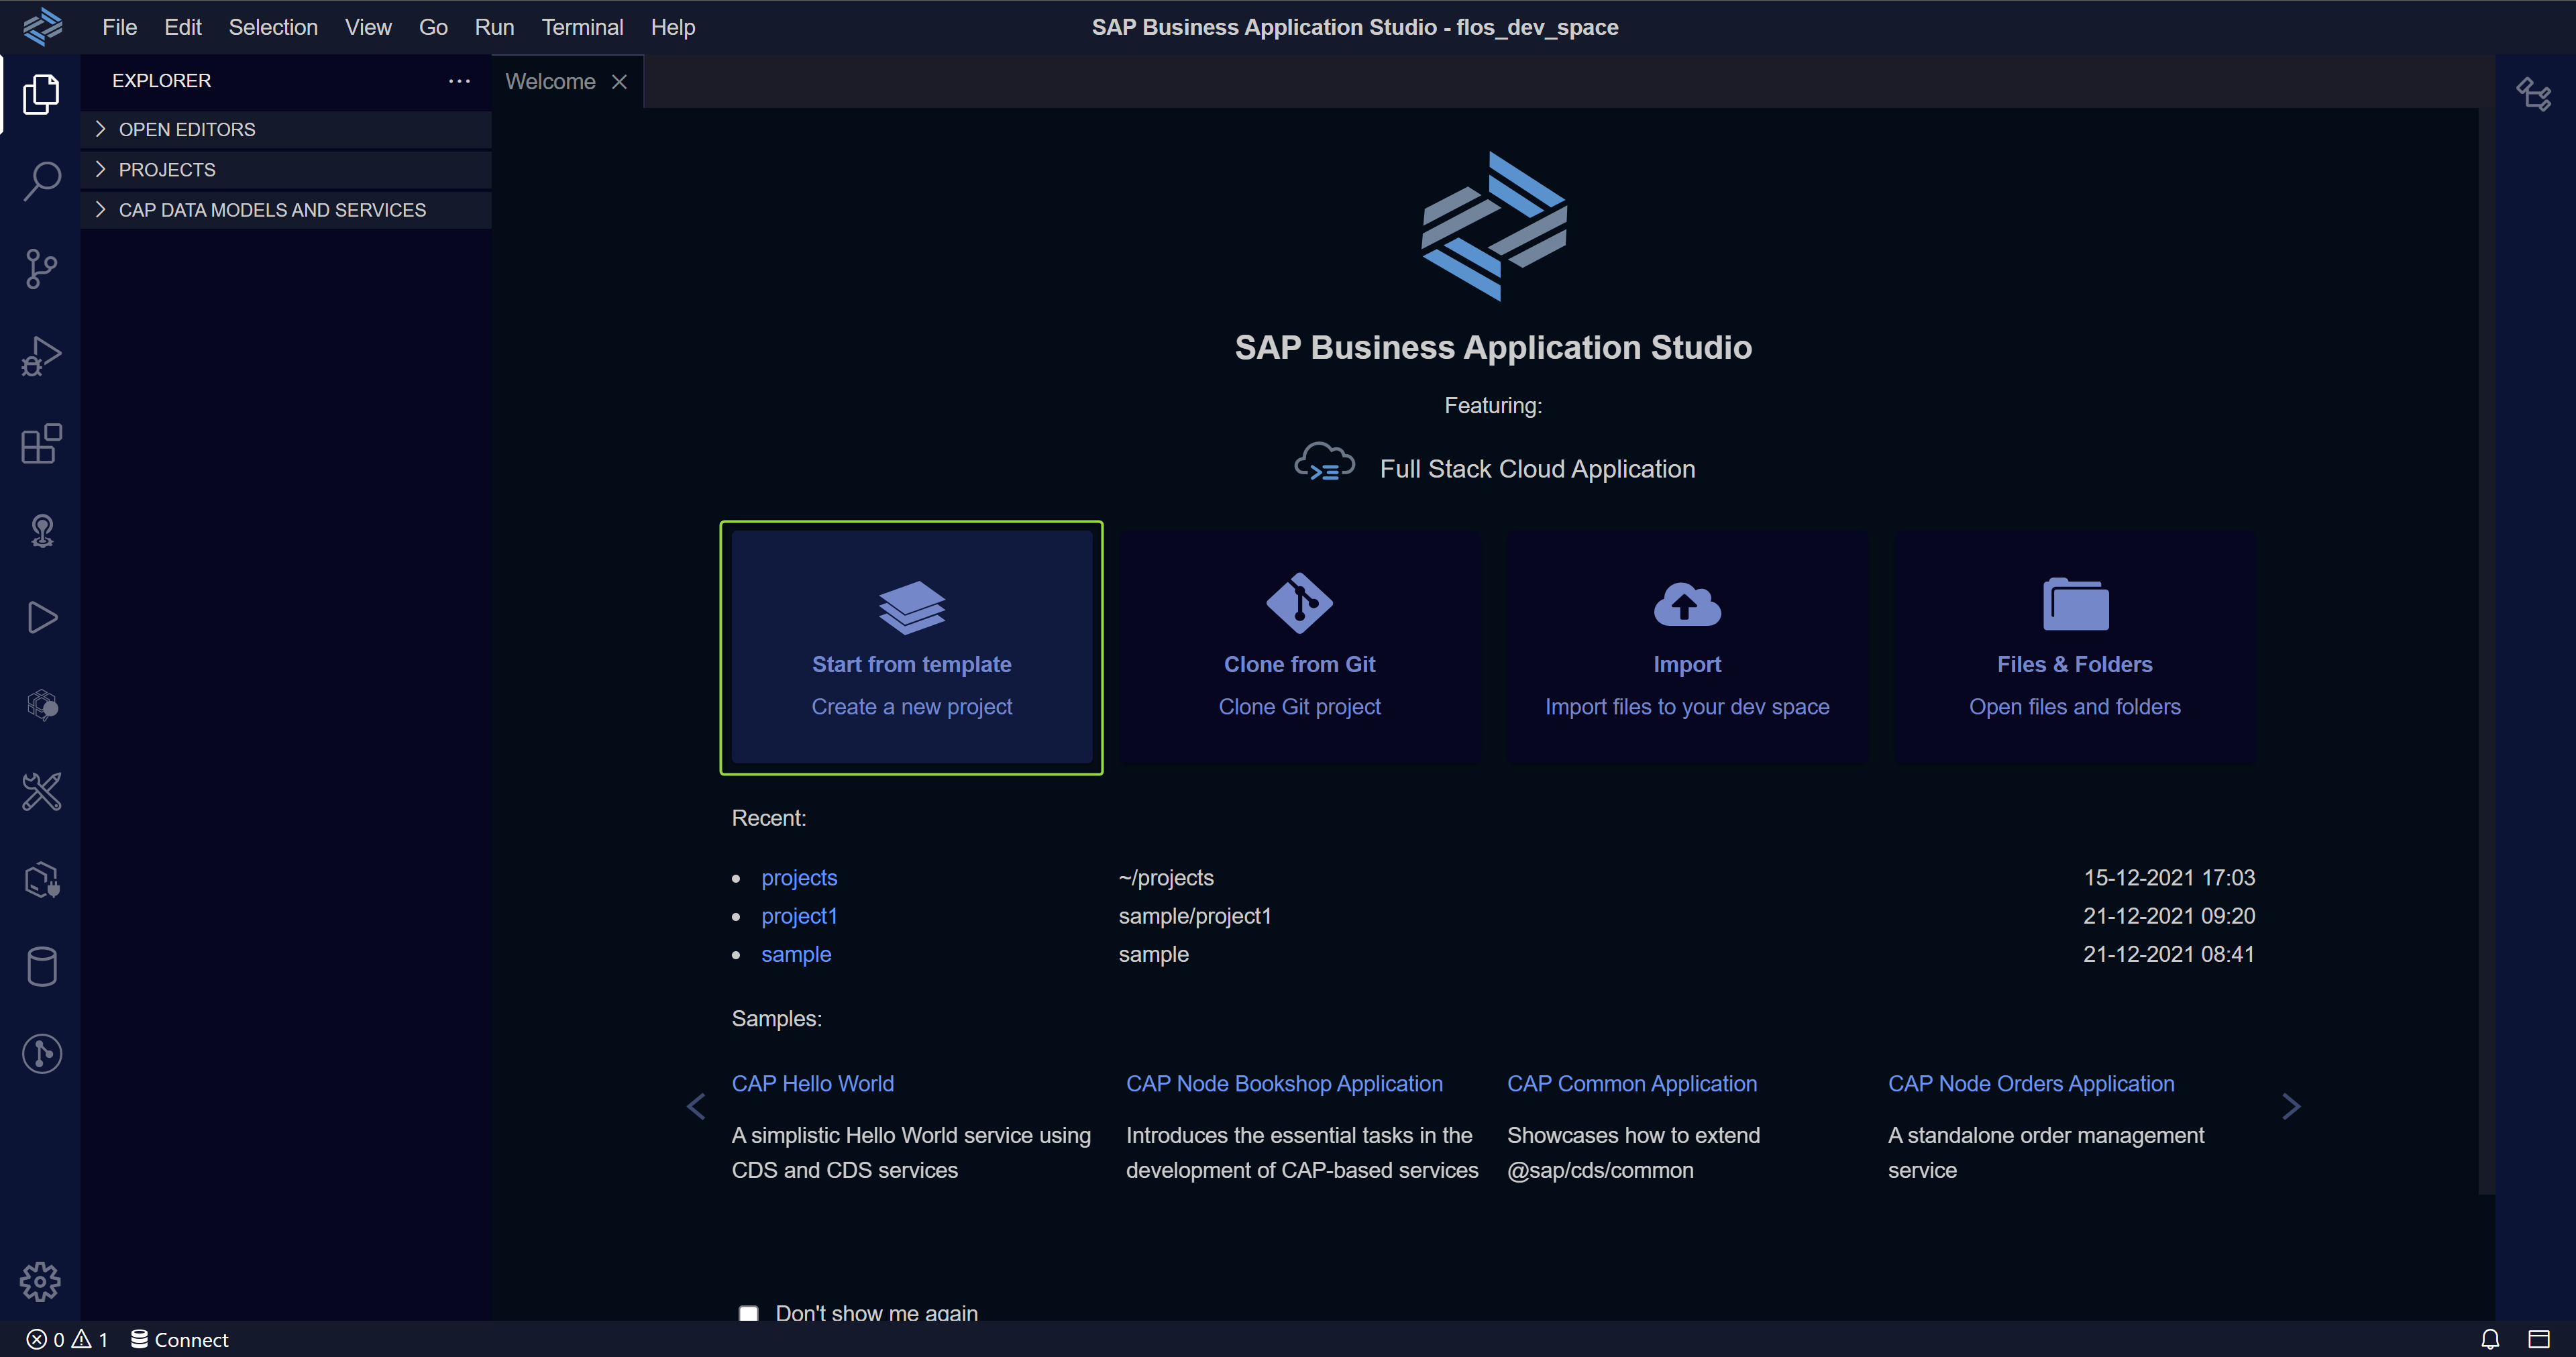 File Edit Selection View Go Run Terminal Help
SAP Business Application Studio - flos_dev_space
EXPLORER
OPEN EDITORS
PROJECTS
CAP DATA MODELS AND SERVICES
Welcome
SAP Business Application Studio
Featuring:
Full Stack Cloud Application
Start from template
Create a new project
Clone from Git
Clone Git project
Import
Import files to your dev space
Files & Folders
Open files and folders
Recent:
projects ~/projects 15-12-2021 17:03
project1 sample/project1 21-12-2021 09:20
sample sample 21-12-2021 08:41
Samples:
CAP Hello World
A simplistic Hello World service using
CDS and CDS services
CAP Node Bookshop Application
Introduces the essential tasks in the
development of CAP-based services
CAP Common Application
Showcases how to extend
@sap/cds/common
CAP Node Orders Application
A standalone order management
service
Don't show me again
0 1 Connect